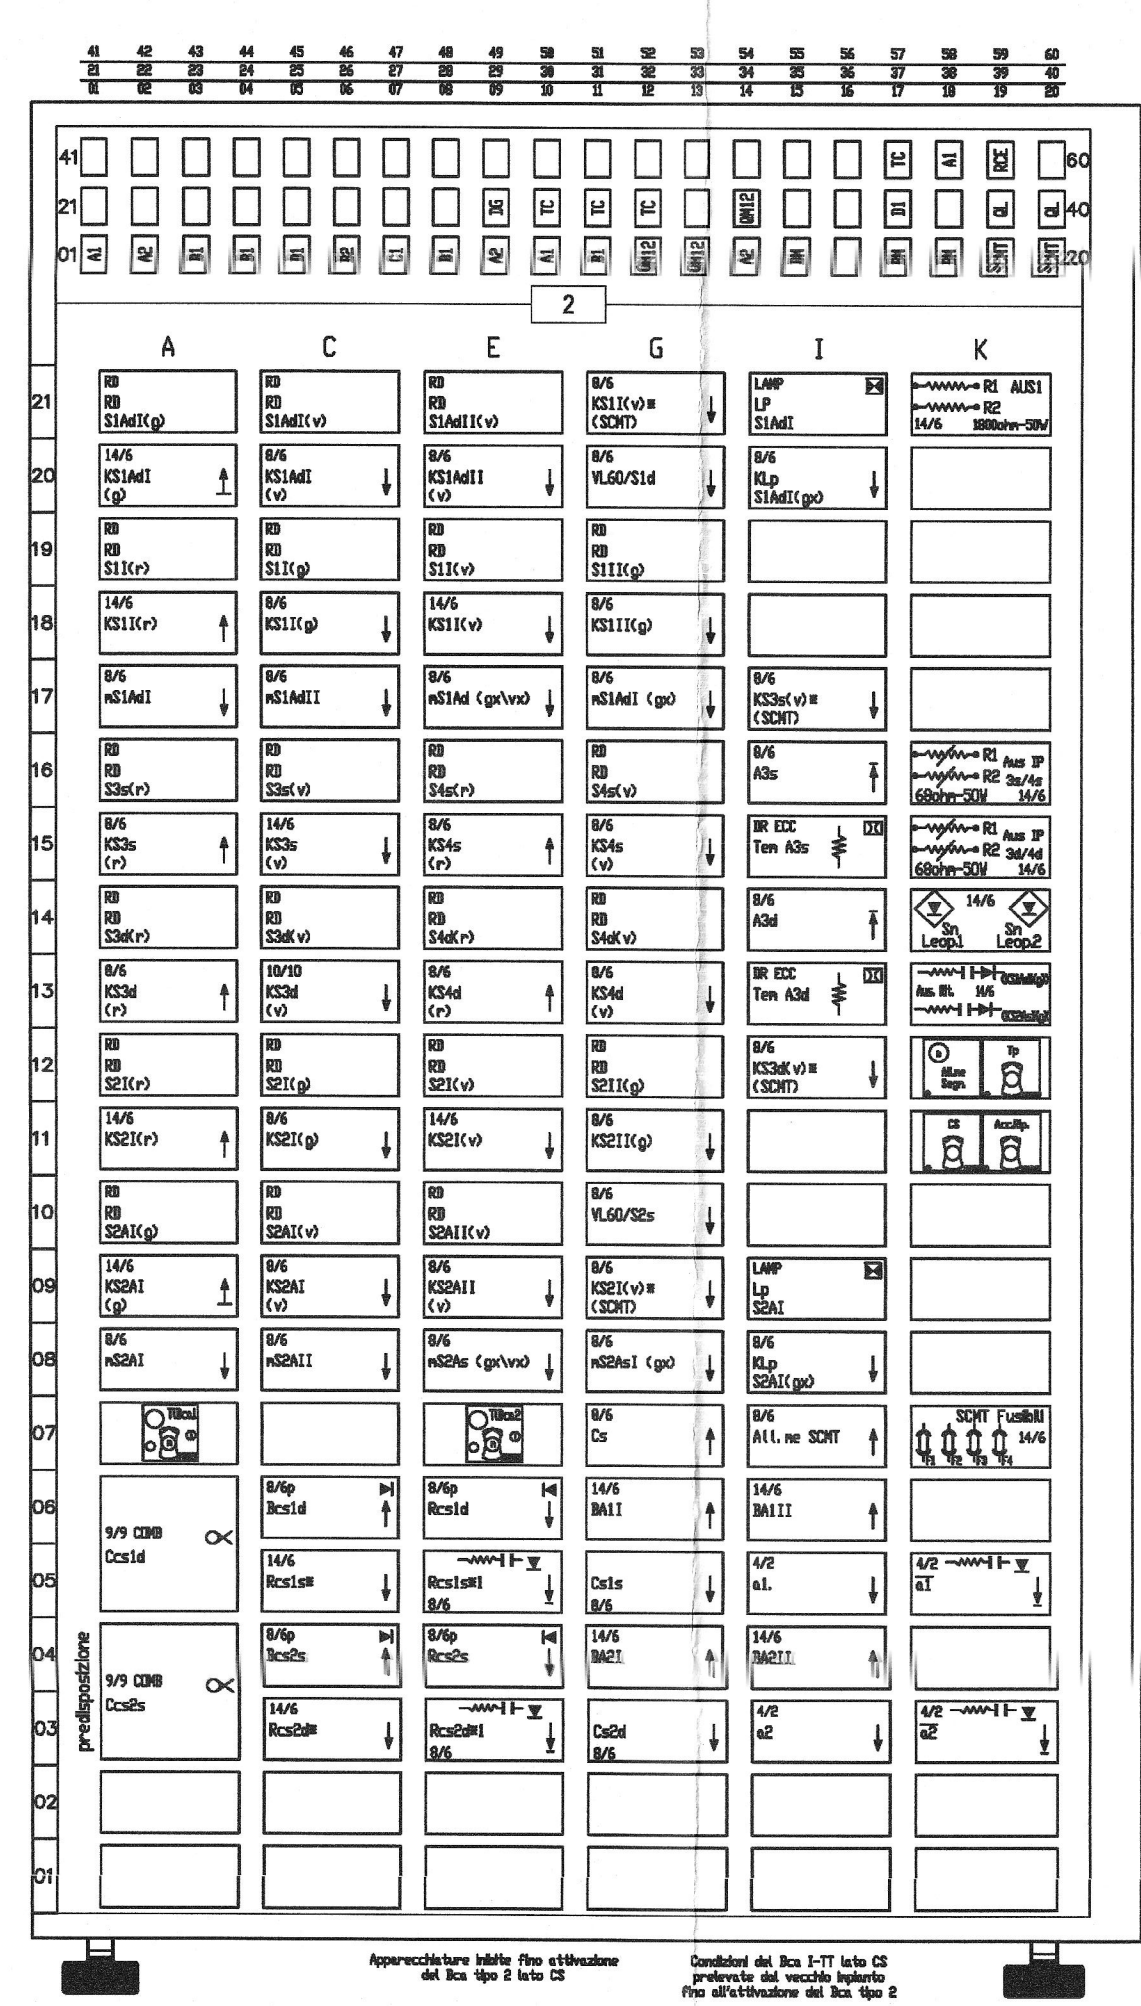 41 42 43 44 45 46 47 48 49 50 51 52 53 54 55 56 57 58 59 60
21 22 23 24 25 26 27 28 29 30 31 32 33 34 35 36 37 38 39 40
01 02 03 04 05 06 07 08 09 10 11 12 13 14 15 16 17 18 19 20
41 TC A1 RCE 60
21 DG TC TC TC QM12 D1 QL QL 40
01 A1 A2 B1 B1 D1 B2 C1 B1 A2 A1 B1 QM12 QM12 A2 BM BM BM SCMT SCMT 20
2
A C E G I K
21
RD
RD
S1AdI(g)
RD
RD
S1AdI(v)
RD
RD
S1AdII(v)
8/6
KS1I(v)*
(SCMT)
LAMP
LP
S1AdI
R1 AUS1
R2
14/6 1800ohm-50W
20
14/6
KS1AdI
(g)
8/6
KS1AdI
(v)
8/6
KS1AdII
(v)
8/6
VL60/S1d
8/6
KLp
S1AdI(gx)
19
RD
RD
S1I(r)
RD
RD
S1I(g)
RD
RD
S1I(v)
RD
RD
S1II(g)
18
14/6
KS1I(r)
8/6
KS1I(g)
14/6
KS1I(v)
8/6
KS1II(g)
17
8/6
mS1AdI
8/6
mS1AdII
8/6
mS1Ad (gx\vx)
8/6
mS1AdI (gx)
8/6
KS3s(v)*
(SCMT)
16
RD
RD
S3s(r)
RD
RD
S3s(v)
RD
RD
S4s(r)
RD
RD
S4s(v)
8/6
A3s
R1 Aus IP
R2 3s/4s
68ohm-50W 14/6
15
8/6
KS3s
(r)
14/6
KS3s
(v)
8/6
KS4s
(r)
8/6
KS4s
(v)
DR ECC
Tem A3s
R1 Aus IP
R2 3d/4d
68ohm-50W 14/6
14
RD
RD
S3d(r)
RD
RD
S3d(v)
RD
RD
S4d(r)
RD
RD
S4d(v)
8/6
A3d
14/6
Sn Sn
Leop.1 Leop.2
13
8/6
KS3d
(r)
10/10
KS3d
(v)
8/6
KS4d
(r)
8/6
KS4d
(v)
DR ECC
Tem A3d
Aus. Rit. 14/6
12
RD
RD
S2I(r)
RD
RD
S2I(g)
RD
RD
S2I(v)
RD
RD
S2II(g)
8/6
KS3d(v)*
(SCMT)
Tp
All.me
Segn.
11
14/6
KS2I(r)
8/6
KS2I(g)
14/6
KS2I(v)
8/6
KS2II(g)
CS Acc.Rip.
10
RD
RD
S2AI(g)
RD
RD
S2AI(v)
RD
RD
S2AII(v)
8/6
VL60/S2s
09
14/6
KS2AI
(g)
8/6
KS2AI
(v)
8/6
KS2AII
(v)
8/6
KS2I(v)*
(SCMT)
LAMP
Lp
S2AI
08
8/6
mS2AI
8/6
mS2AII
8/6
mS2As (gx\vx)
8/6
mS2AsI (gx)
8/6
KLp
S2AI(gx)
07
TlBca1
TlBca2
8/6
Cs
8/6
All.me SCMT
SCMT Fusibili
14/6
F1 F2 F3 F4
06
9/9 COMB
Ccs1d
8/6p
Bcs1d
8/6p
Rcs1d
14/6
BA1I
14/6
BA1II
05
14/6
Rcs1s*
Rcs1s*1
8/6
Cs1s
8/6
4/2
a1.
4/2
a1
04
predisposizione
9/9 COMB
Ccs2s
8/6p
Bcs2s
8/6p
Rcs2s
14/6
BA2I
14/6
BA2II
03
14/6
Rcs2d*
Rcs2d*1
8/6
Cs2d
8/6
4/2
a2
4/2
a2
02
01
Apparecchiature inibite fino attivazione
del Bca tipo 2 lato CS
Condizioni del Bca I-TT lato CS
prelevate dal vecchio impianto
fino all'attivazione del Bca tipo 2